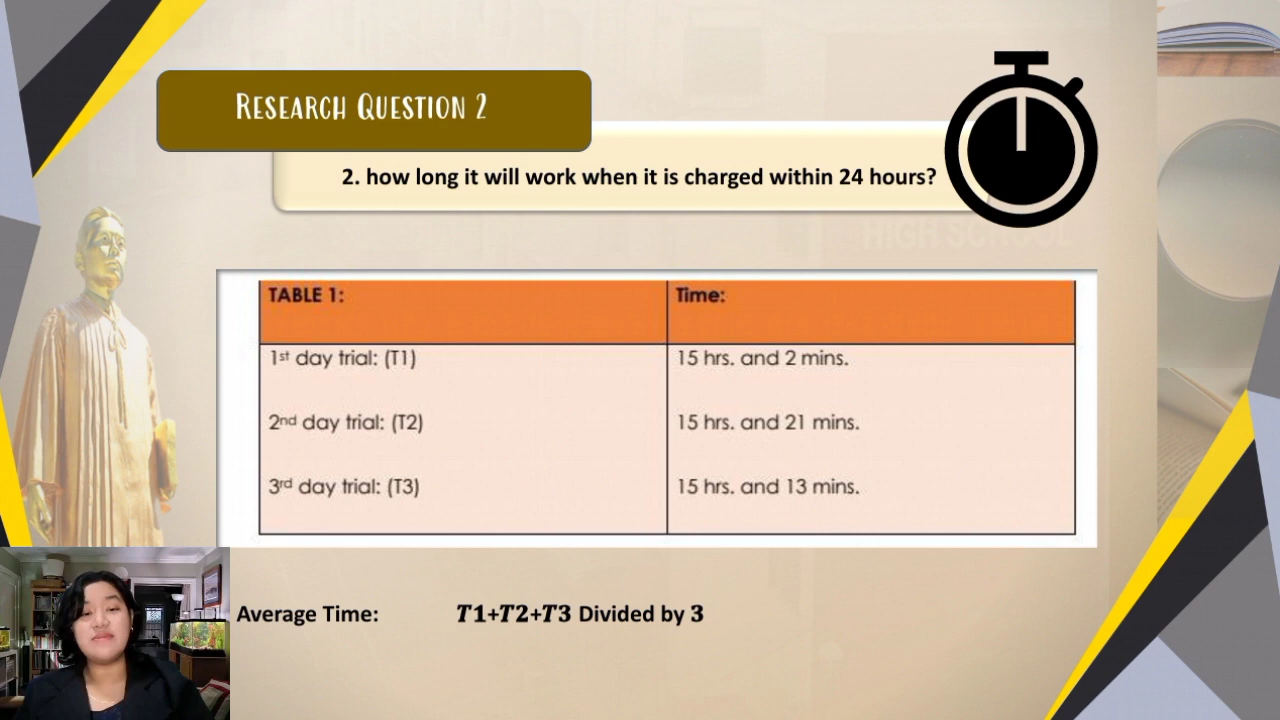 Research Question 2
2. how long it will work when it is charged within 24 hours?
HIGH SCHOOL
TABLE 1:
Time:
1st day trial: (T1)
15 hrs. and 2 mins.
2nd day trial: (T2)
15 hrs. and 21 mins.
3rd day trial: (T3)
15 hrs. and 13 mins.
Average Time: T1+T2+T3 Divided by 3